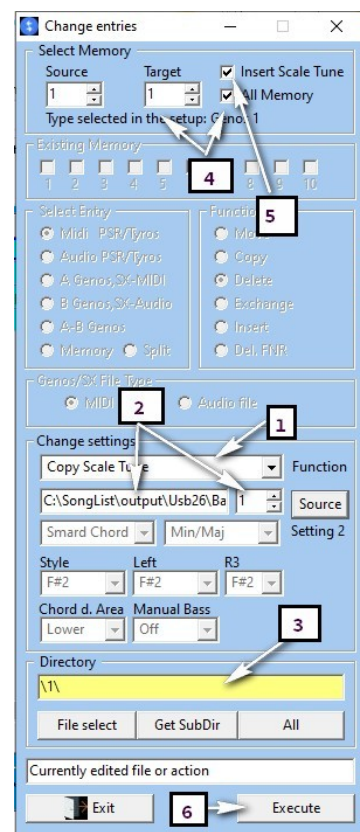 Change entries
Select Memory
Source Target Insert Scale Tune
1 1 All Memory
Type selected in the setup: Genos 1
4
5
Existing Memory
1 2 3 4 5 8 9 10
Select Entry Function
Midi PSR/Tyros
Audio PSR/Tyros Copy
A Genos,SX-MIDI Delete
B Genos,SX-Audio Exchange
A-B Genos Insert
Memory Split Del. FNR
Genos/SX File Type
MIDI Audio file
2
1
Change settings
Copy Scale Tune Function
C:\SongList\output\Usb26\Ba 1 Source
Smard Chord Min/Maj Setting 2
Style Left R3
F#2 F#2 F#2
Chord d. Area Manual Bass
Lower Off
3
Directory
\1\
File select Get SubDir All
Currently edited file or action
Exit 6 Execute